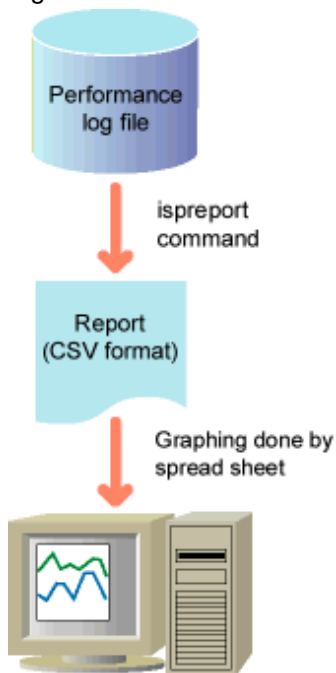 Performance
log file
ispreport
command
Report
(CSV format)
Graphing done by
spread sheet